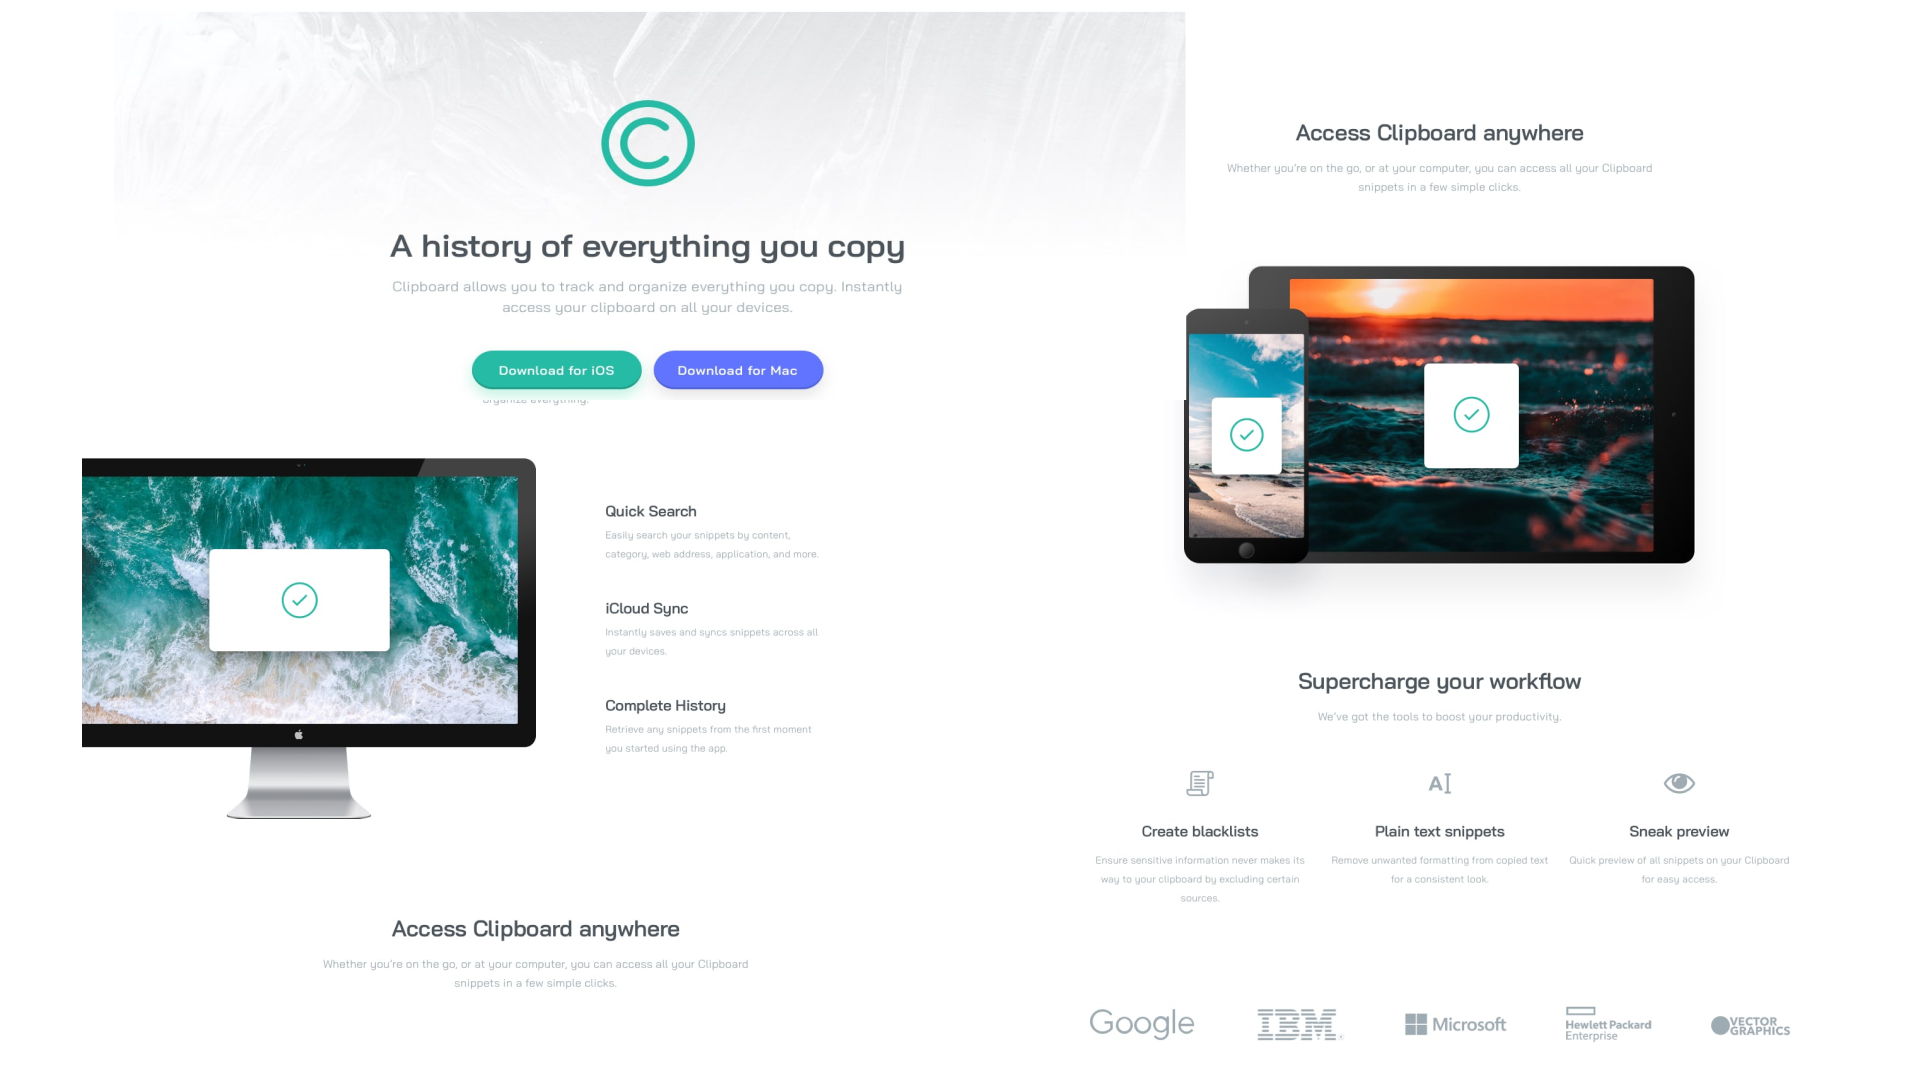 A history of everything you copy
Clipboard allows you to track and organize everything you copy. Instantly
access your clipboard on all your devices.
Download for iOS
Download for Mac
organize everything.
Quick Search
Easily search your snippets by content,
category, web address, application, and more.
iCloud Sync
Instantly saves and syncs snippets across all
your devices.
Complete History
Retrieve any snippets from the first moment
you started using the app.
Access Clipboard anywhere
Whether you’re on the go, or at your computer, you can access all your Clipboard
snippets in a few simple clicks.
Access Clipboard anywhere
Whether you’re on the go, or at your computer, you can access all your Clipboard
snippets in a few simple clicks.
Supercharge your workflow
We’ve got the tools to boost your productivity.
AI
Create blacklists
Ensure sensitive information never makes its
way to your clipboard by excluding certain
sources.
Plain text snippets
Remove unwanted formatting from copied text
for a consistent look.
Sneak preview
Quick preview of all snippets on your Clipboard
for easy access.
Google
IBM
Microsoft
Hewlett Packard
Enterprise
VECTOR
GRAPHICS